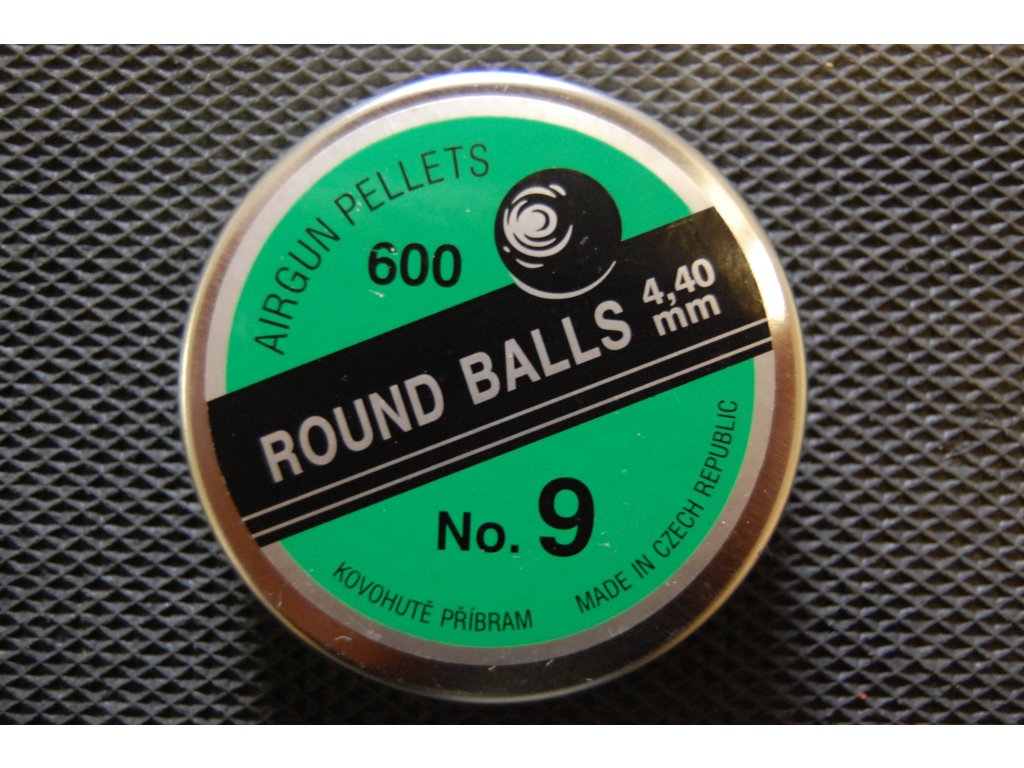 AIRGUN PELLETS
600
ROUND BALLS
4,40
mm
No. 9
KOVOHUTĚ PŘÍBRAM
MADE IN CZECH REPUBLIC